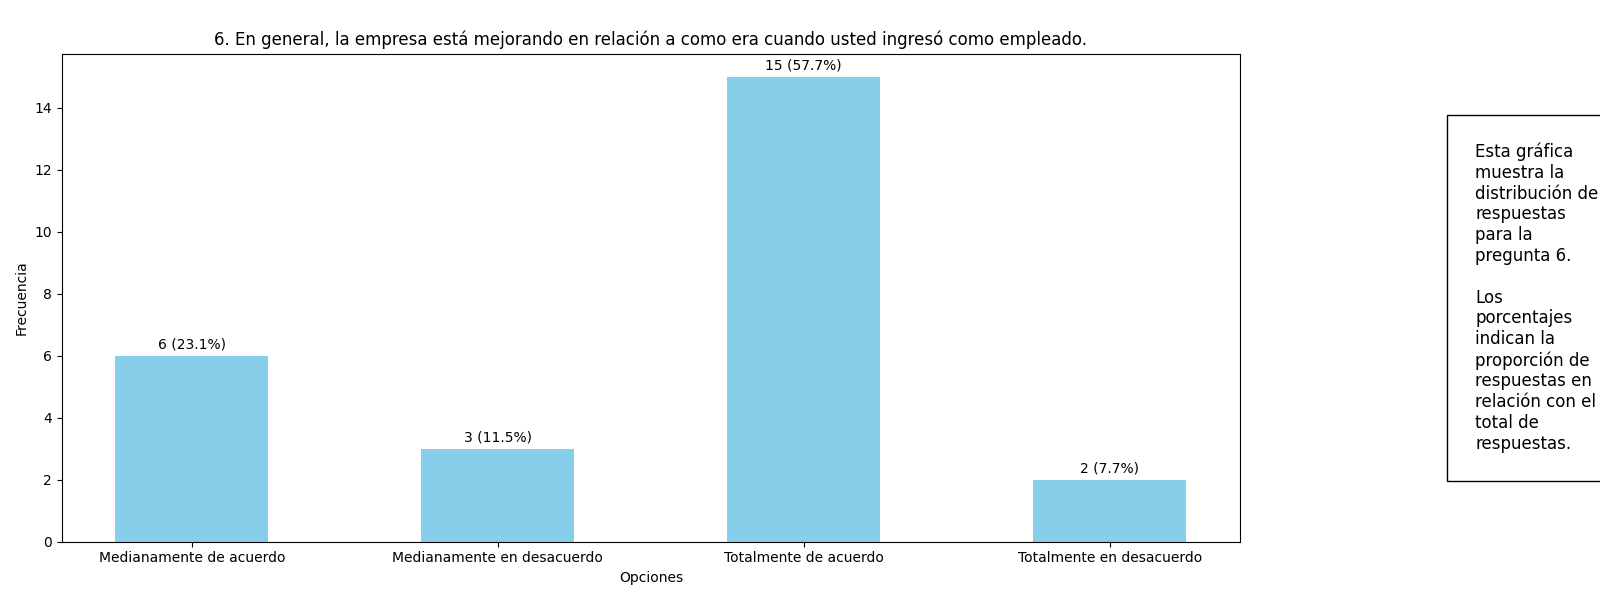 6. En general, la empresa está mejorando en relación a como era cuando usted ingresó como empleado.
15 (57.7%)
14
12
10
8
6
4
2
0
Frecuencia
6 (23.1%)
3 (11.5%)
2 (7.7%)
Medianamente de acuerdo
Medianamente en desacuerdo
Totalmente de acuerdo
Totalmente en desacuerdo
Opciones
Esta gráfica
muestra la
distribución de
respuestas
para la
pregunta 6.
Los
porcentajes
indican la
proporción de
respuestas en
relación con el
total de
respuestas.